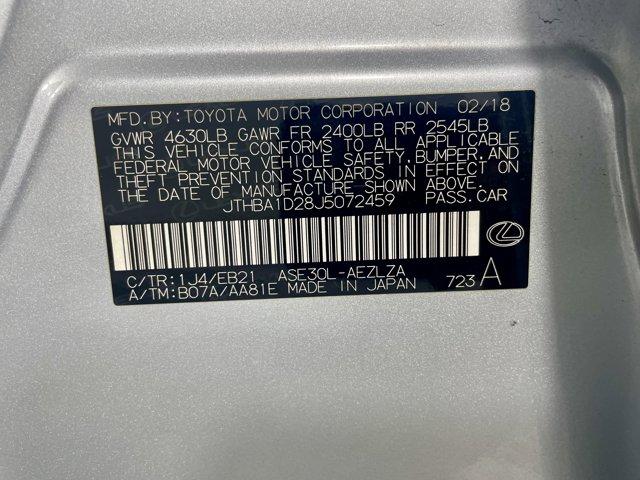 MFD.BY:TOYOTA MOTOR CORPORATION 02/18
GVWR 4630LB GAWR FR 2400LB RR 2545LB
THIS VEHICLE CONFORMS TO ALL APPLICABLE
FEDERAL MOTOR VEHICLE SAFETY,BUMPER,AND
THEFT PREVENTION STANDARDS IN EFFECT ON
THE DATE OF MANUFACTURE SHOWN ABOVE.
JTHBA1D28J5072459 PASS.CAR
C/TR:1J4/EB21 ASE30L-AEZLZA
A/TM:B07A/AA81E MADE IN JAPAN 723 A